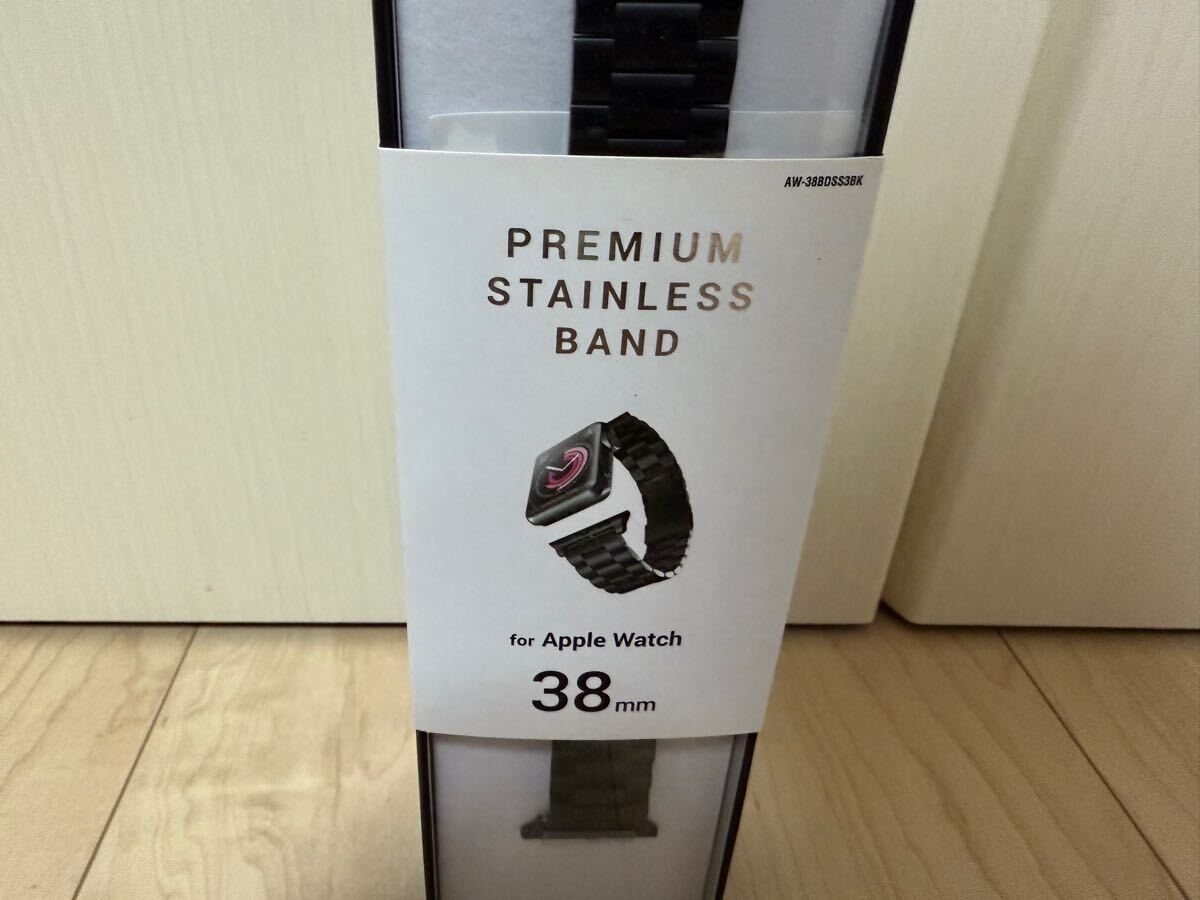 AW-38BDSS3BK
PREMIUM
STAINLESS
BAND
for Apple Watch
38mm